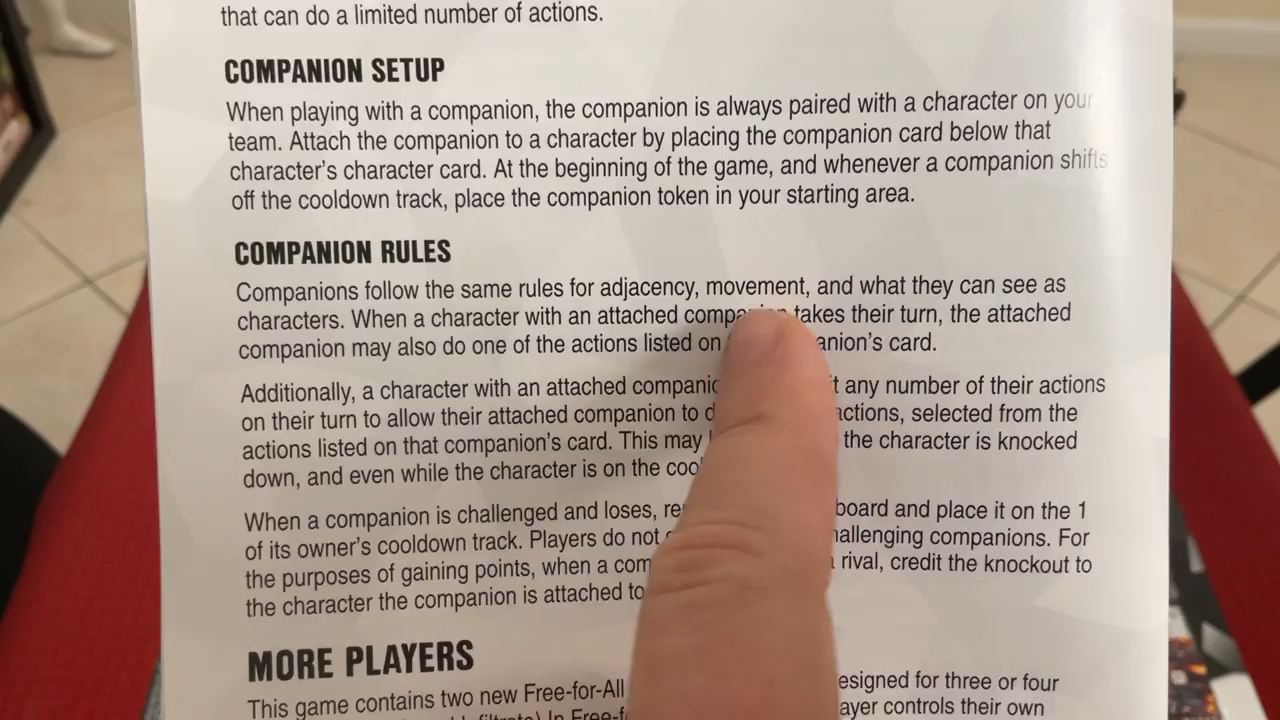 that can do a limited number of actions.
COMPANION SETUP
When playing with a companion, the companion is always paired with a character on your
team. Attach the companion to a character by placing the companion card below that
character's character card. At the beginning of the game, and whenever a companion shifts
off the cooldown track, place the companion token in your starting area.
COMPANION RULES
Companions follow the same rules for adjacency, movement, and what they can see as
characters. When a character with an attached companion takes their turn, the attached
companion may also do one of the actions listed on companion's card.
Additionally, a character with an attached any number of their actions
on their turn to allow their attached companion to actions, selected from the
actions listed on that companion's card. This may the character is knocked
down, and even while the character is on the
When a companion is challenged and loses, board and place it on the 1
of its owner's cooldown track. Players do not challenging companions. For
the purposes of gaining points, when a rival, credit the knockout to
the character the companion is attached to
MORE PLAYERS
This game contains two new Free-for-All designed for three or four
player controls their own